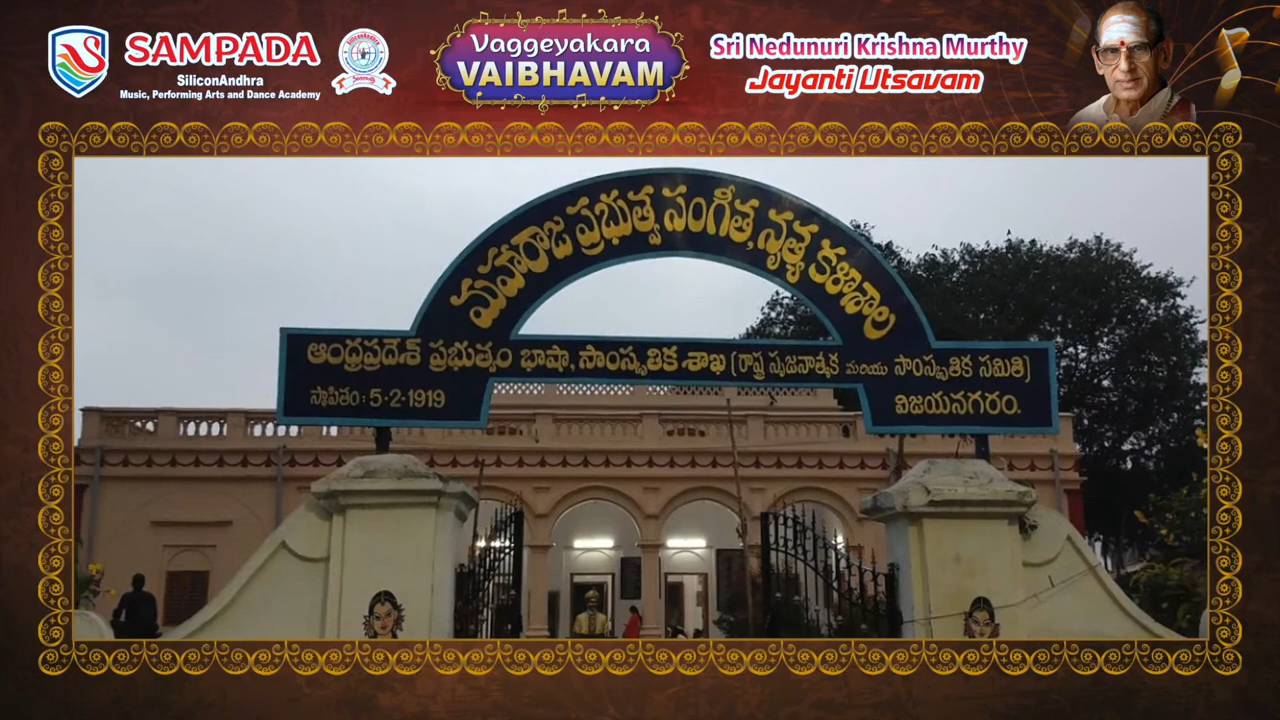 SAMPADA
SiliconAndhra
Music, Performing Arts and Dance Academy
Vaggeyakara
VAIBHAVAM
Sri Nedunuri Krishna Murthy
Jayanti Utsavam
మహారాజ ప్రభుత్వ సంగీత, నృత్య కళాశాల
ఆంధ్రప్రదేశ్ ప్రభుత్వం భాషా, సాంస్కృతిక శాఖ (రాష్ట్ర సృజనాత్మక మరియు సాంస్కృతిక సమితి)
స్థాపితం: 5-2-1919
విజయనగరం.